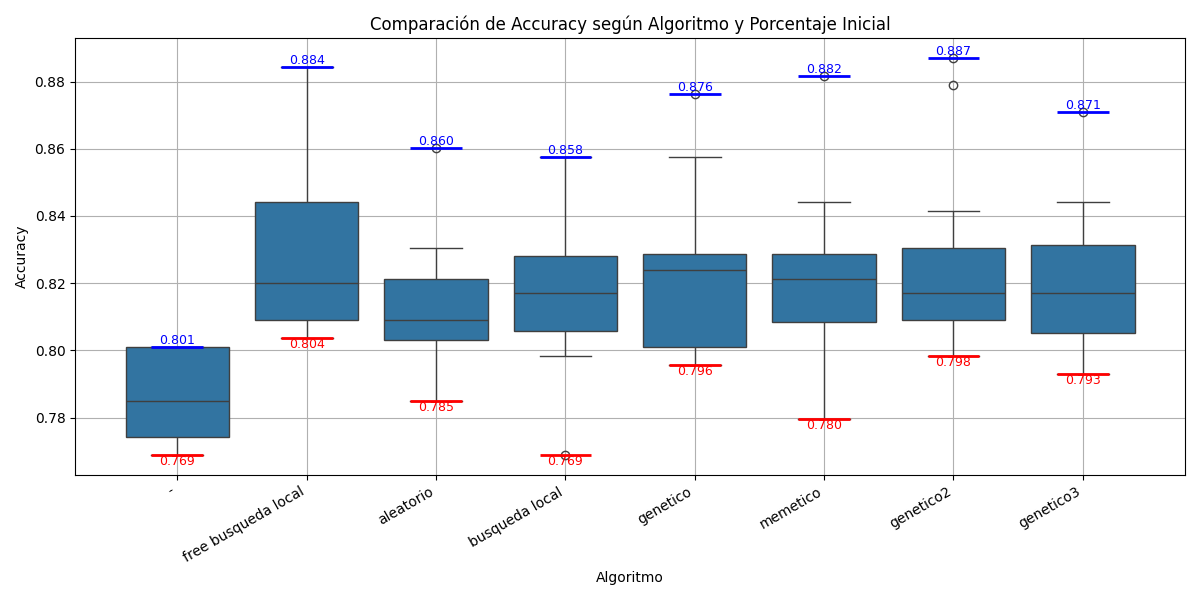 Comparación de Accuracy según Algoritmo y Porcentaje Inicial
Accuracy
0.88
0.86
0.84
0.82
0.80
0.78
0.801
0.769
0.884
0.804
0.860
0.785
0.858
0.769
0.876
0.796
0.882
0.780
0.887
0.798
0.871
0.793
-
free busqueda local
aleatorio
busqueda local
genetico
memetico
genetico2
genetico3
Algoritmo